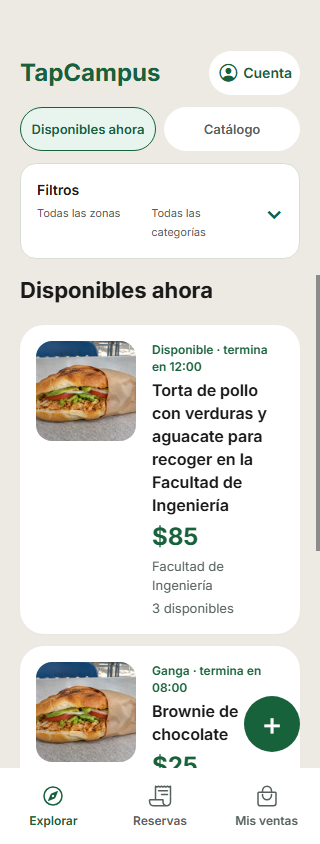 TapCampus
Cuenta
Disponibles ahora
Catálogo
Filtros
Todas las zonas
Todas las
categorías
Disponibles ahora
Disponible · termina
en 12:00
Torta de pollo
con verduras y
aguacate para
recoger en la
Facultad de
Ingeniería
$85
Facultad de
Ingeniería
3 disponibles
Ganga · termina en
08:00
Brownie de
chocolate
$25
+
Explorar
Reservas
Mis ventas